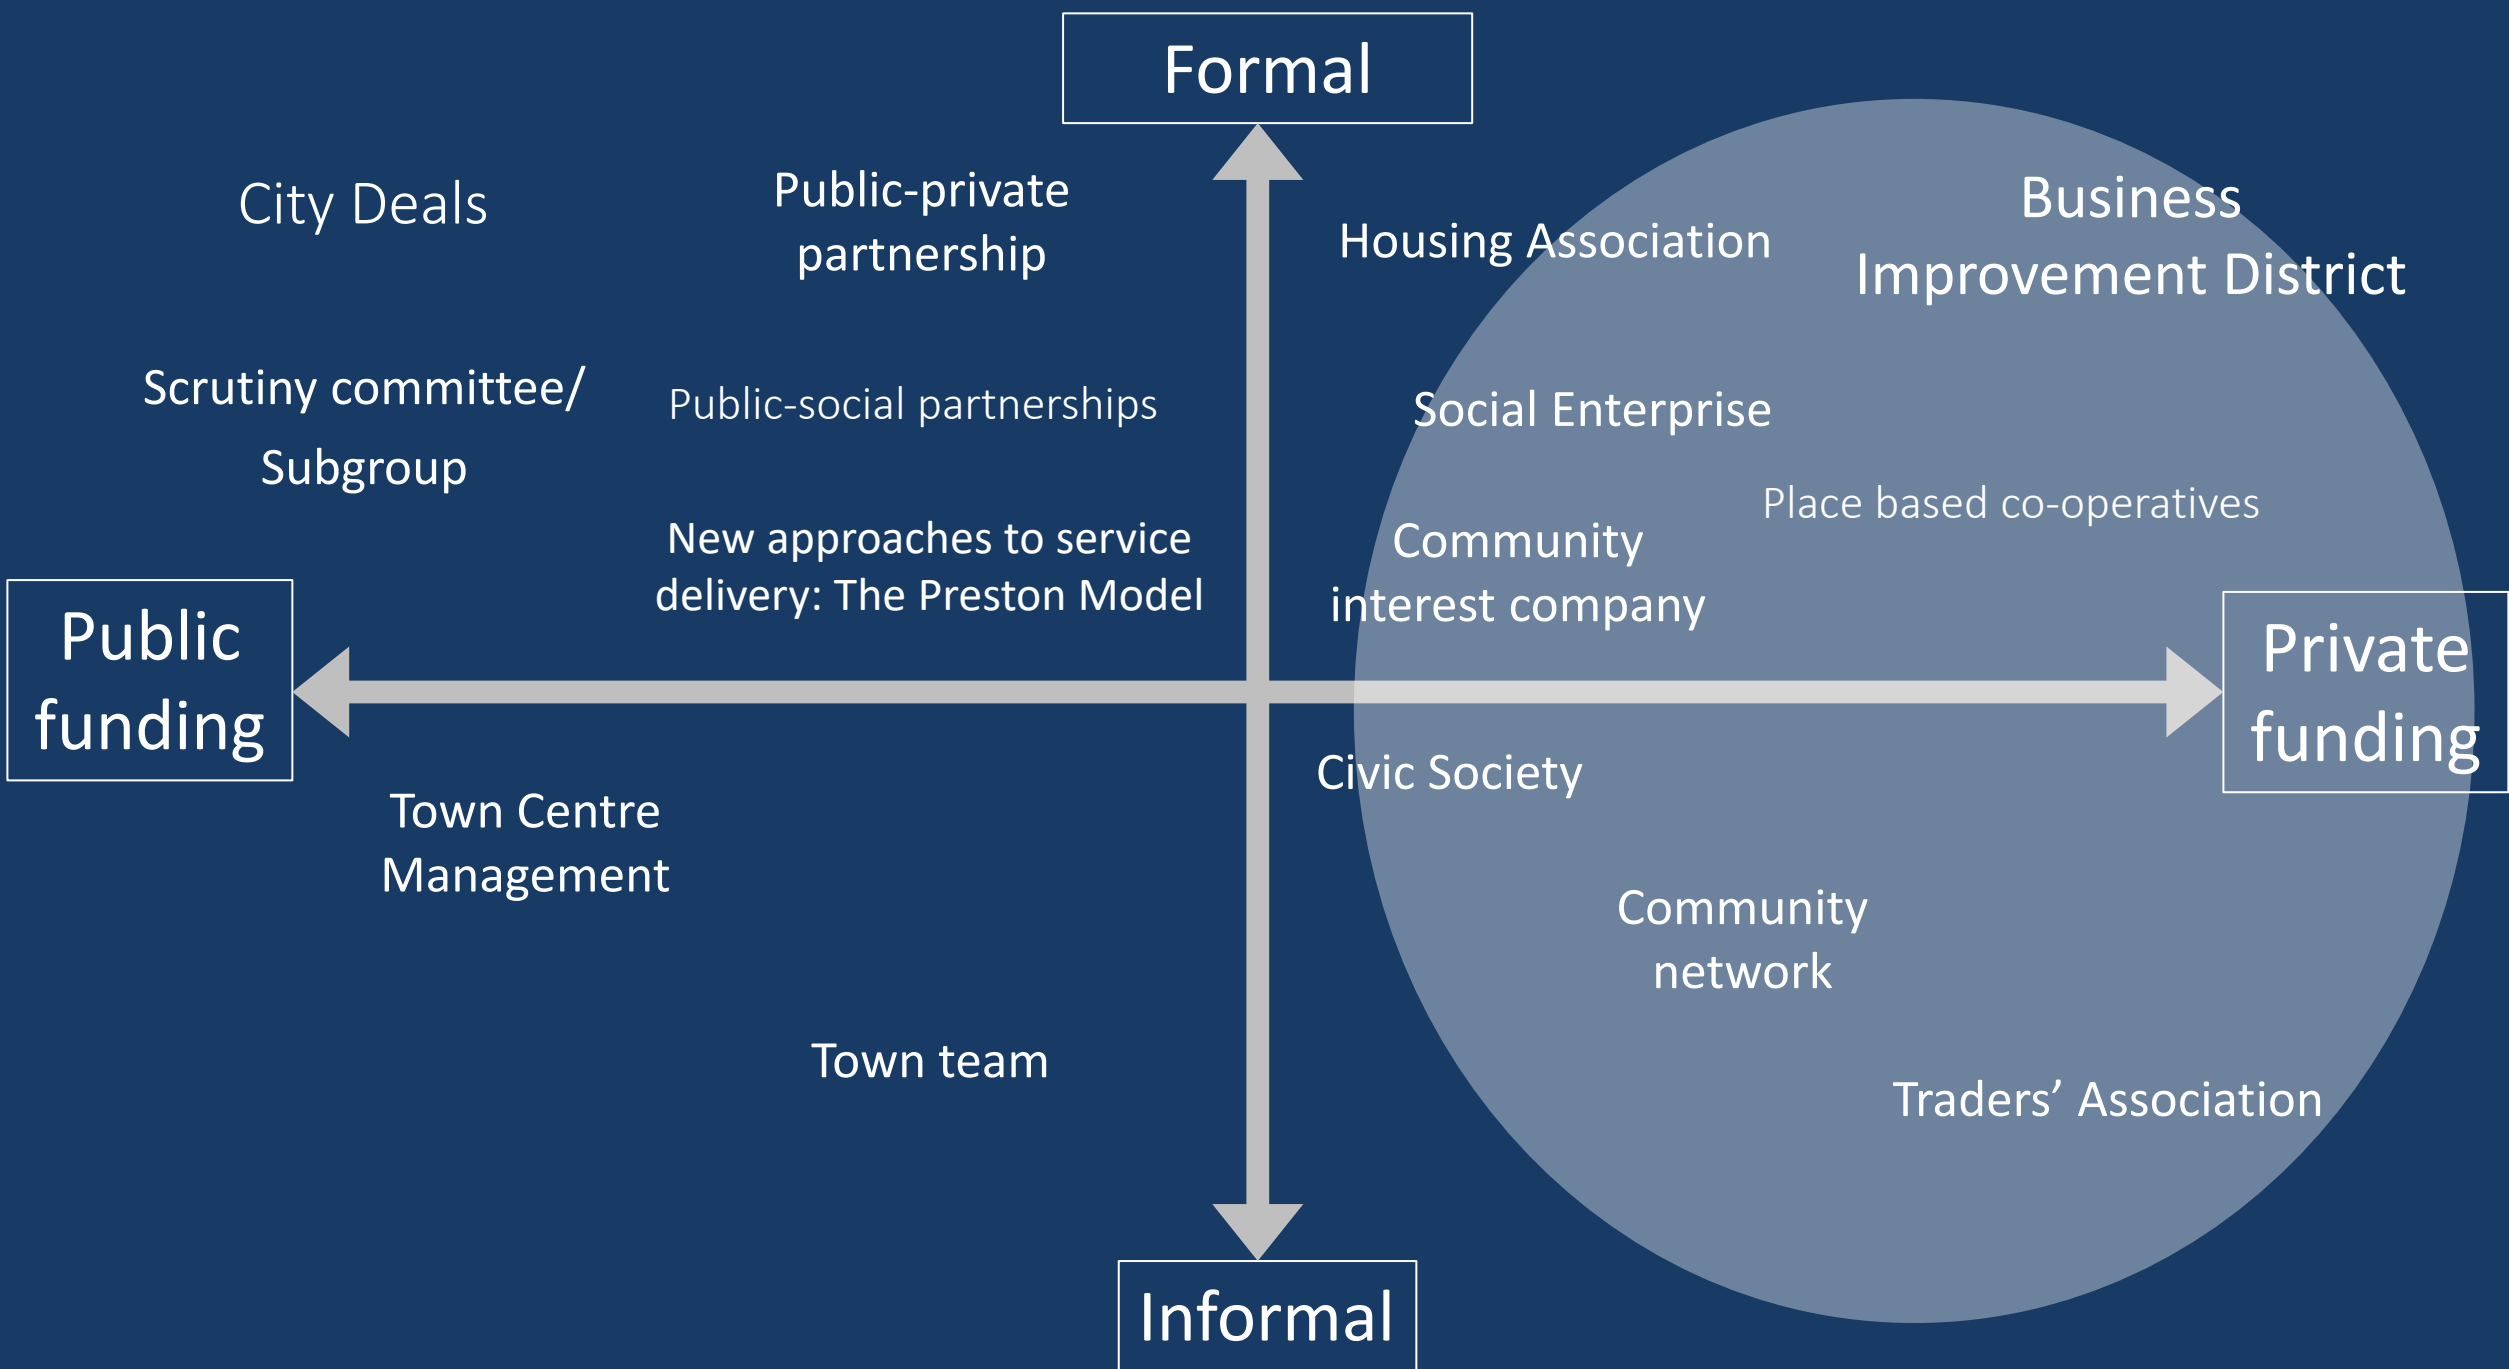 Formal
City Deals
Public-private
partnership
Housing Association
Business
Improvement District
Scrutiny committee/
Subgroup
Public-social partnerships
Social Enterprise
Place based co-operatives
New approaches to service
delivery: The Preston Model
Community
interest company
Public
funding
Private
funding
Civic Society
Town Centre
Management
Community
network
Town team
Traders’ Association
Informal